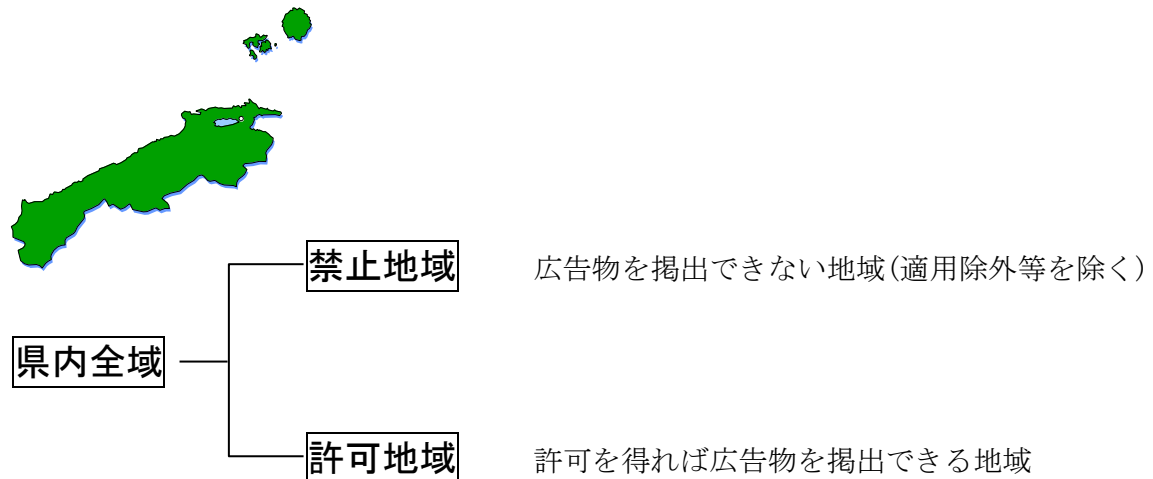 禁止地域 広告物を掲出できない地域(適用除外等を除く)
県内全域
許可地域 許可を得れば広告物を掲出できる地域